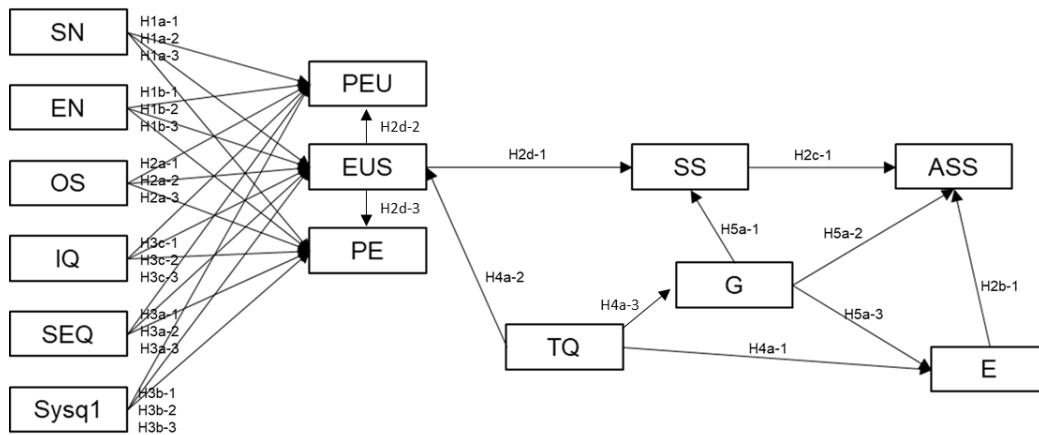 SN
H1a-1
H1a-2
H1a-3
EN
H1b-1
H1b-2
H1b-3
OS
H2a-1
H2a-2
H2a-3
IQ
H3c-1
H3c-2
H3c-3
SEQ
H3a-1
H3a-2
H3a-3
Sysq1
H3b-1
H3b-2
H3b-3
PEU
H2d-2
EUS
H2d-3
PE
H2d-1
SS
H2c-1
ASS
H5a-1
H5a-2
G
H4a-2
H4a-3
H5a-3
H2b-1
TQ
H4a-1
E